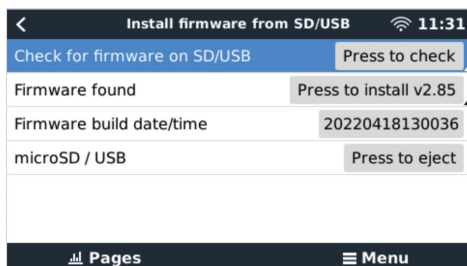 Install firmware from SD/USB 11:31
Check for firmware on SD/USB Press to check
Firmware found Press to install v2.85
Firmware build date/time 20220418130036
microSD / USB Press to eject
Pages Menu